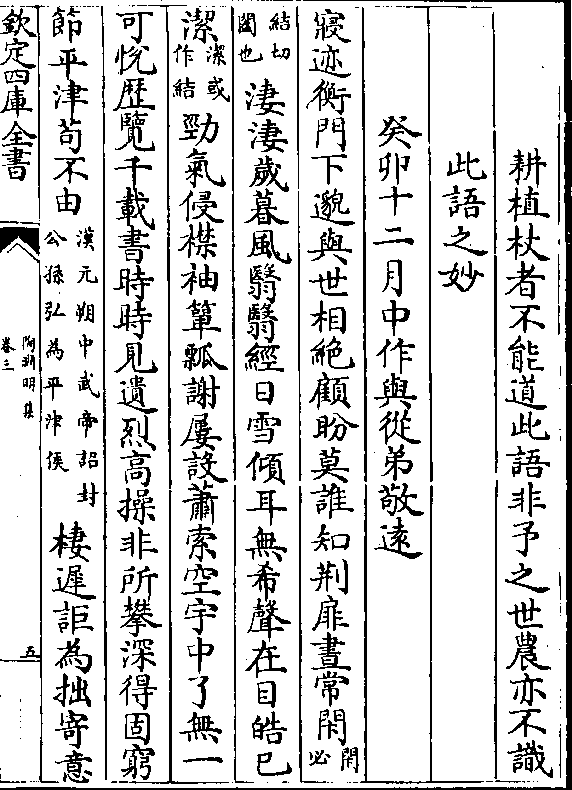 耕植杖者不能道此語非予之世農亦不識
此語之妙
癸卯十二月中作與從弟敬遠
寢迹衡門下邈與世相絶顧盼莫誰知荆扉晝常閇閇必
結切闔也淒淒歲暮風翳翳經日雪傾耳無希聲在目皓已
潔潔或作結勁氣侵襟袖簞瓢謝屢設蕭索空宇中了無一
可悅歴覽千載書時時見遺烈高操非所攀深得固窮
節平津苟不由漢元朔中武帝詔封公孫弘為平津侯棲遲詎為拙寄意
欽定四庫全書
陶淵明集
卷三
五